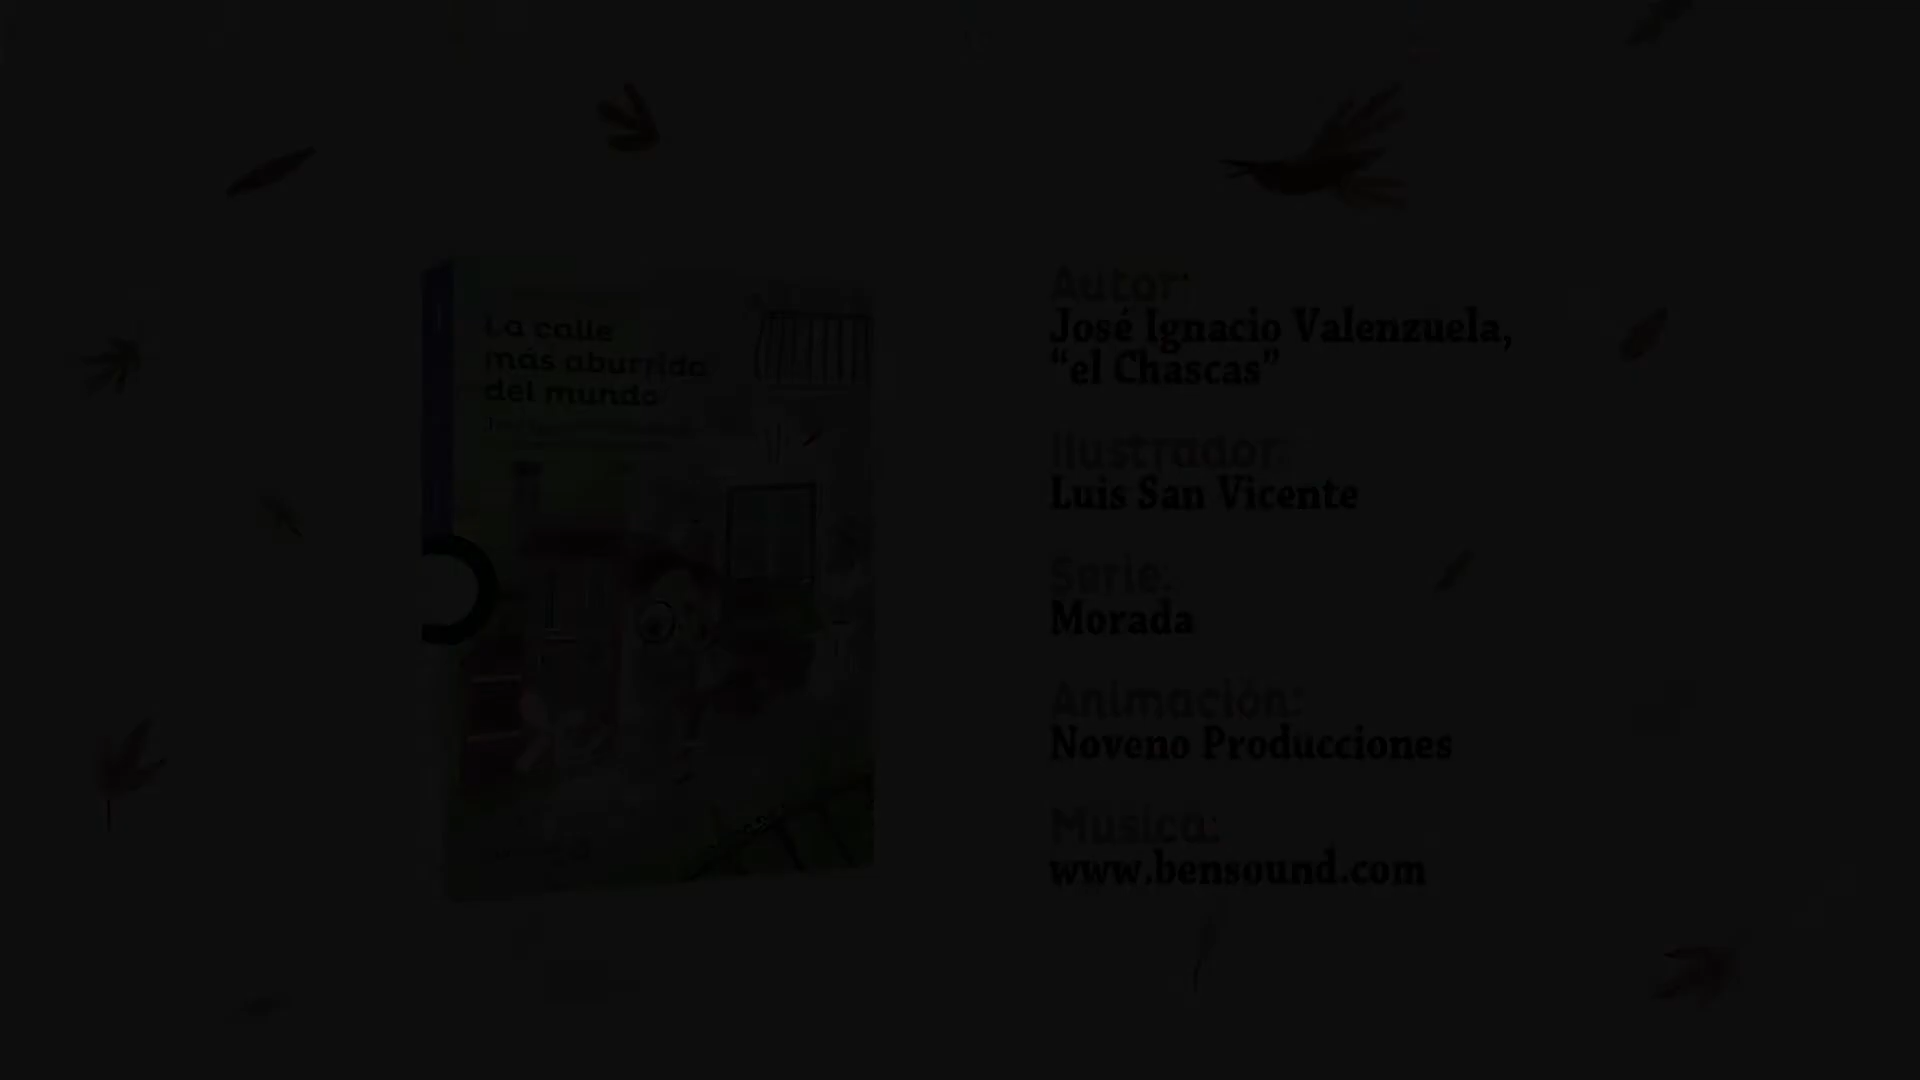 La calle
más aburrida
del mundo
Autor:
José Ignacio Valenzuela,
“el Chascas”
Ilustrador:
Luis San Vicente
Serie:
Morada
Animación:
Noveno Producciones
Música:
www.bensound.com